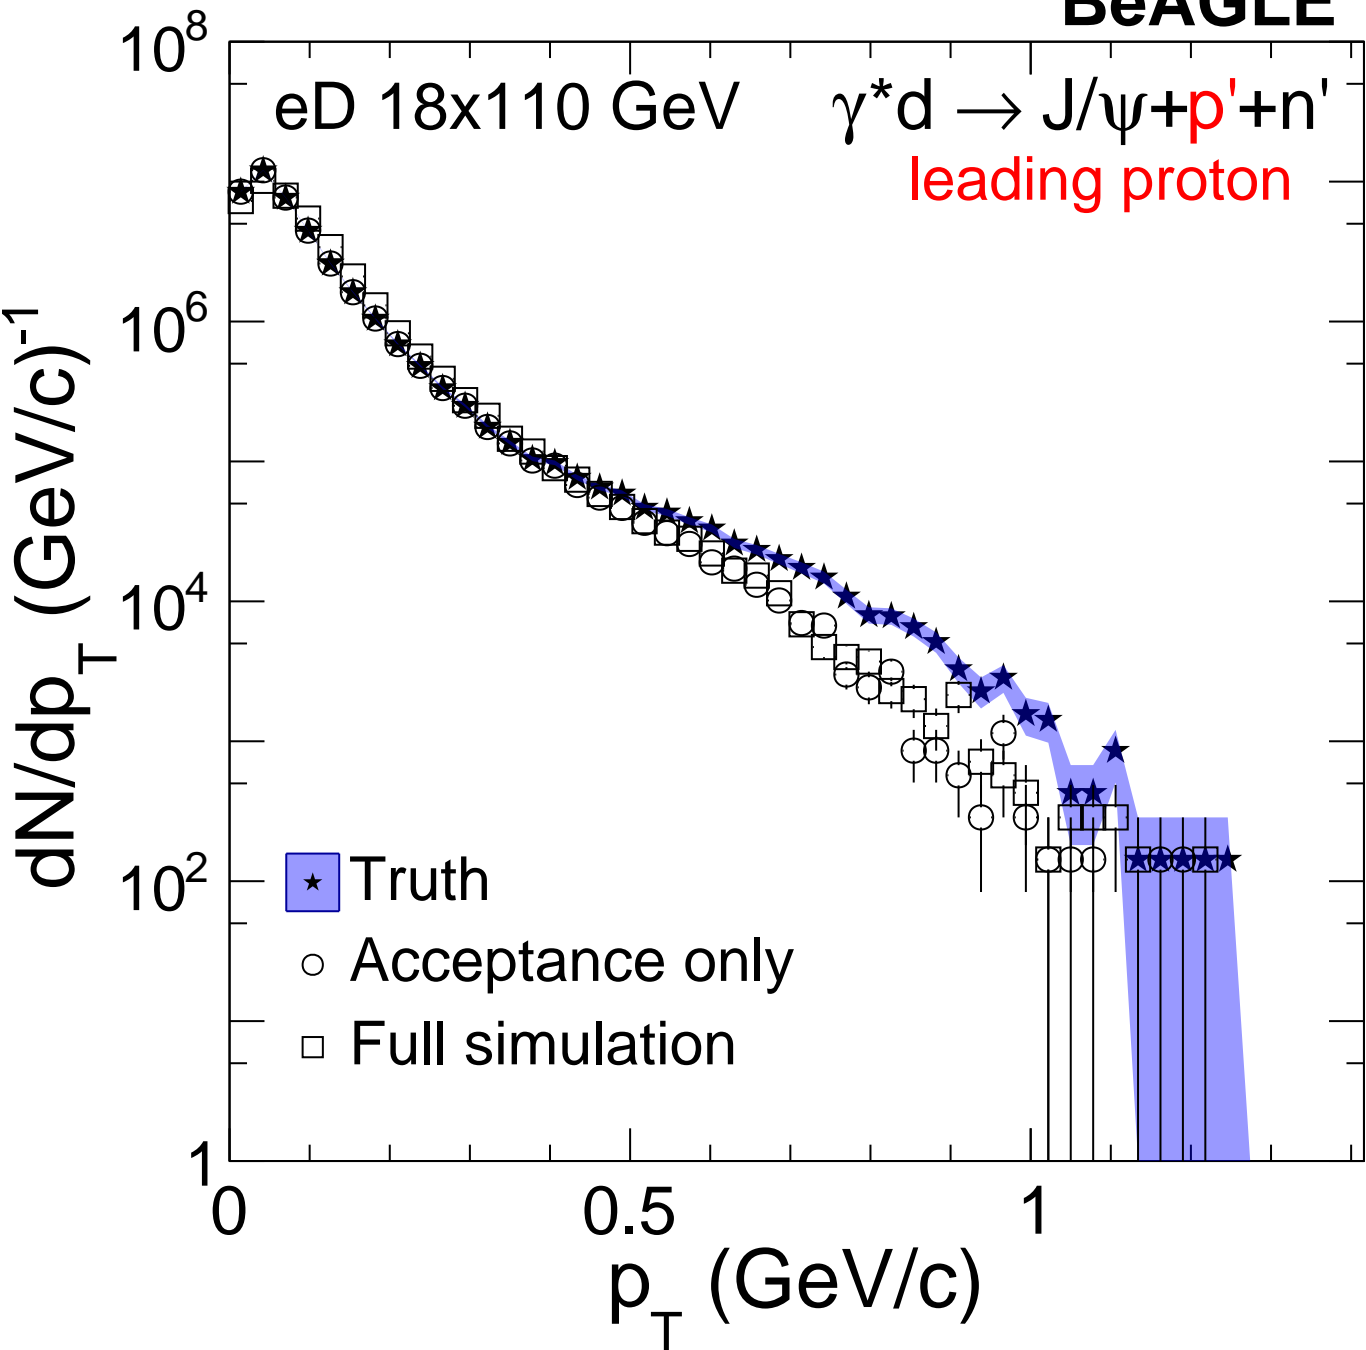 BeAGLE
10^8
eD 18x110 GeV
γ*d → J/ψ+p'+n'
leading proton
10^6
10^4
10^2
1
dN/dp_T (GeV/c)^-1
Truth
Acceptance only
Full simulation
0
0.5
1
p_T (GeV/c)